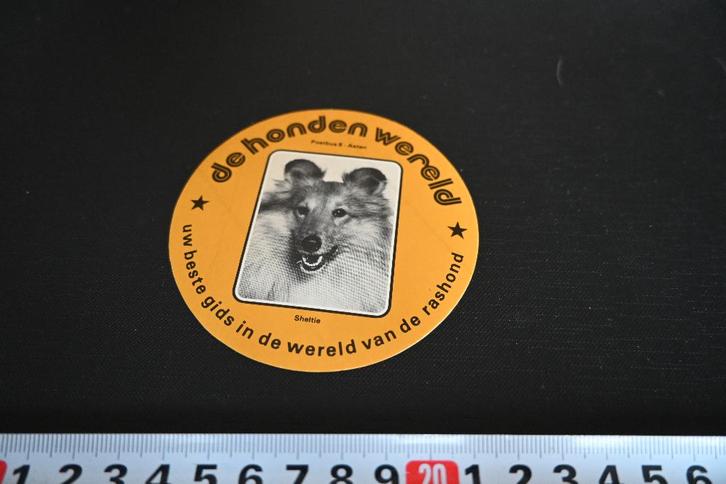 de honden wereld
Postbus 8 - Asten
Sheltie
uw beste gids in de wereld van de rashond
1 2 3 4 5 6 7 8 9 20 1 2 3 4 5 6